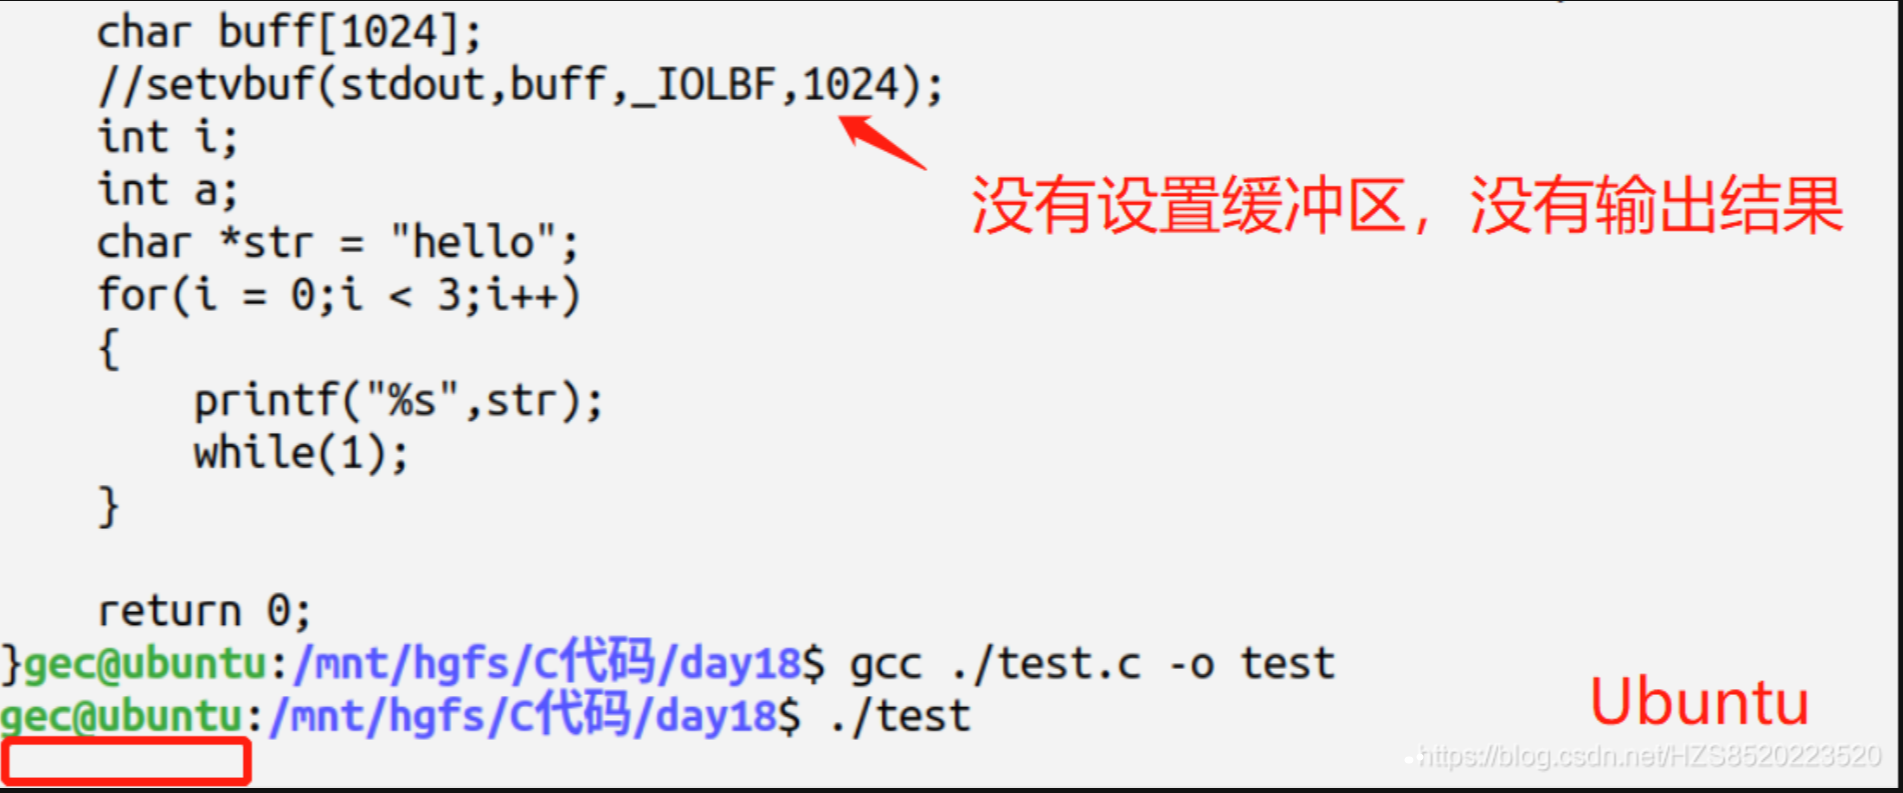 char buff[1024];
//setvbuf(stdout,buff,_IOLBF,1024);
int i;
int a;
没有设置缓冲区，没有输出结果
char *str = "hello";
for(i = 0;i < 3;i++)
{
printf("%s",str);
while(1);
}
return 0;
}gec@ubuntu:/mnt/hgfs/C代码/day18$ gcc ./test.c -o test
gec@ubuntu:/mnt/hgfs/C代码/day18$ ./test
Ubuntu
https://blog.csdn.net/HZS8520223520